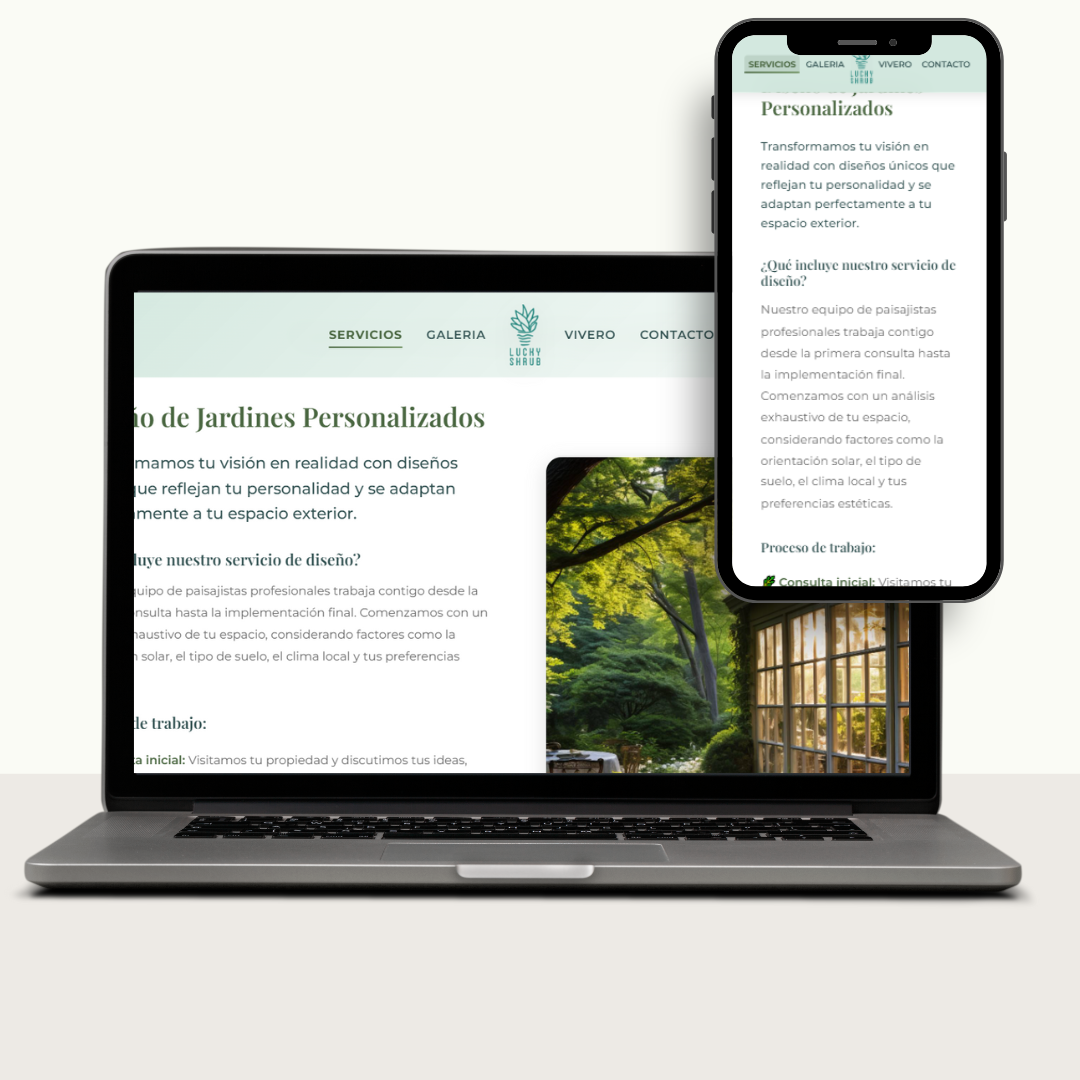 SERVICIOS GALERIA LUCKY SHRUB VIVERO CONTACTO
Personalizados
Transformamos tu visión en
realidad con diseños únicos que
reflejan tu personalidad y se
adaptan perfectamente a tu
espacio exterior.
¿Qué incluye nuestro servicio de
diseño?
Nuestro equipo de paisajistas
profesionales trabaja contigo
desde la primera consulta hasta
la implementación final.
Comenzamos con un análisis
exhaustivo de tu espacio,
considerando factores como la
orientación solar, el tipo de
suelo, el clima local y tus
preferencias estéticas.
Proceso de trabajo:
Consulta inicial: Visitamos tu
SERVICIOS GALERIA LUCKY SHRUB VIVERO CONTACTO
ño de Jardines Personalizados
mamos tu visión en realidad con diseños
que reflejan tu personalidad y se adaptan
amente a tu espacio exterior.
luye nuestro servicio de diseño?
quipo de paisajistas profesionales trabaja contigo desde la
onsulta hasta la implementación final. Comenzamos con un
haustivo de tu espacio, considerando factores como la
n solar, el tipo de suelo, el clima local y tus preferencias
de trabajo:
a inicial: Visitamos tu propiedad y discutimos tus ideas,